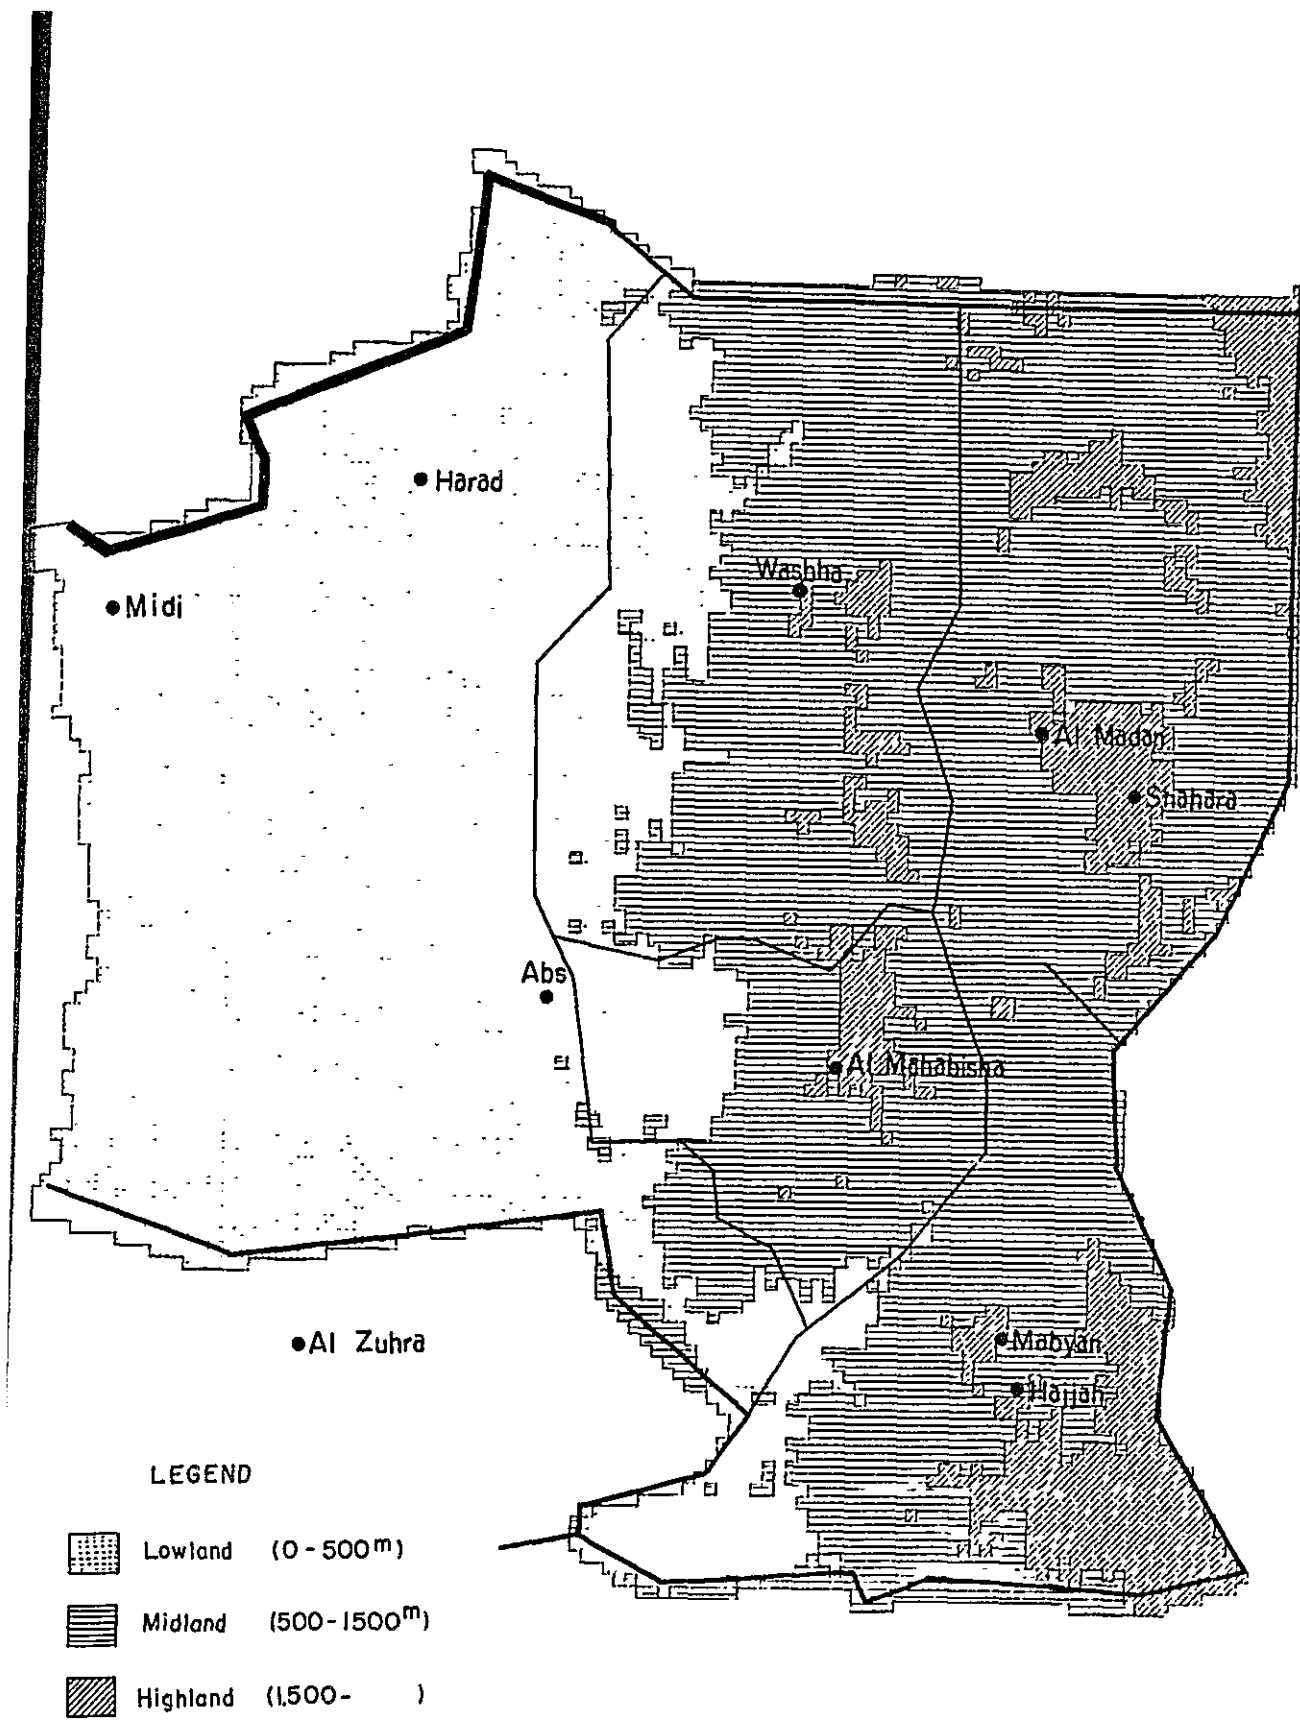 Harad
Washha
Midi
Al Madan
Shahara
Abs
Al Mahabisha
Al Zuhra
Mabyan
Hajjah
LEGEND
Lowland (0-500m)
Midland (500-1500m)
Highland (1,500- )